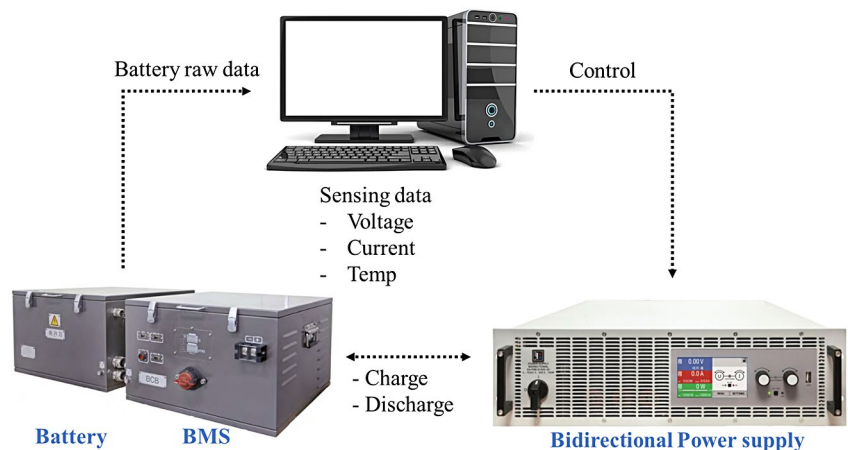 Battery raw data
Control
Sensing data
- Voltage
- Current
- Temp
BCB
- Charge
- Discharge
0.00 V
0.0 A
0 W
Battery
BMS
Bidirectional Power supply